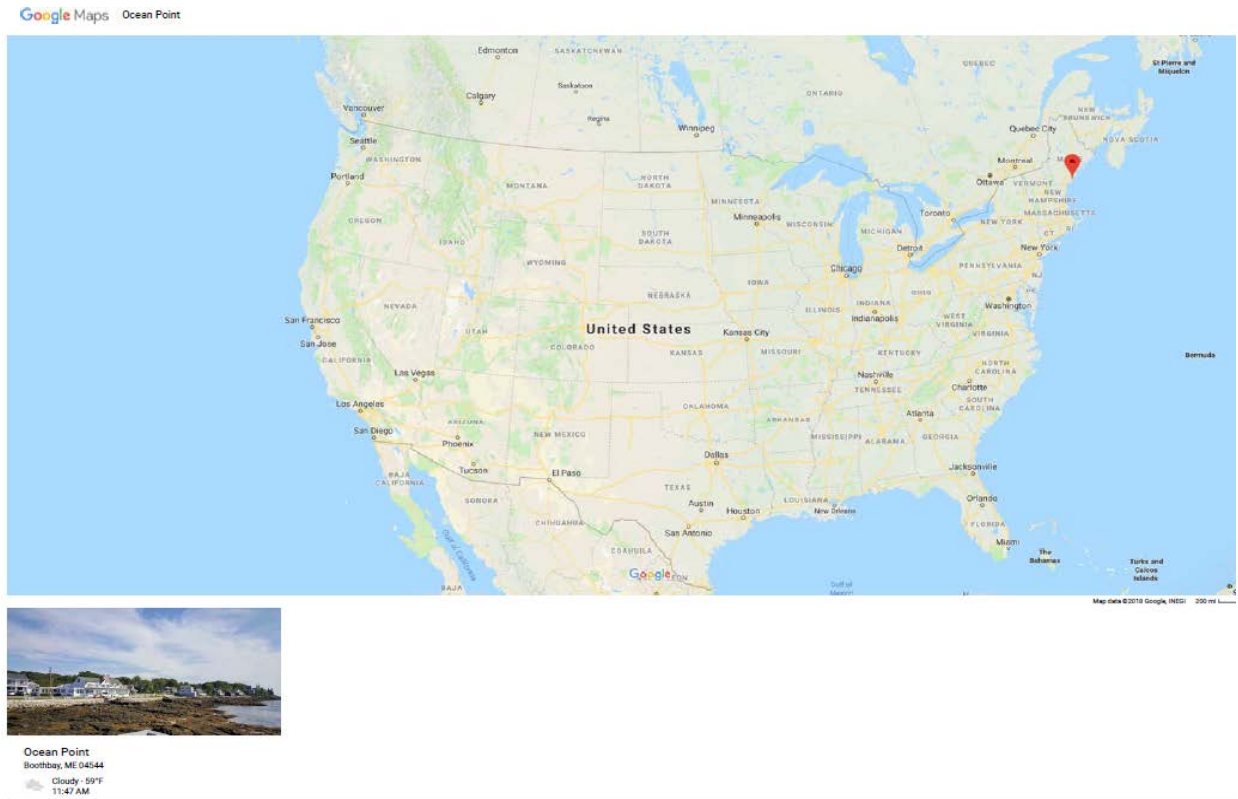 Google Maps Ocean Point
Edmonton
SASKATCHEWAN
QUEBEC
St Pierre and
Miquelon
Calgary
Saskatoon
ONTARIO
Vancouver
Regina
Winnipeg
NEW
BRUNSWICK
Quebec City
Seattle
NOVA SCOTIA
WASHINGTON
Montreal
Portland
Ottawa
VERMONT
MONTANA
NORTH
DAKOTA
NEW
HAMPSHIRE
MINNESOTA
Minneapolis
WISCONSIN
MICHIGAN
Toronto
NEW YORK
MASSACHUSETTS
CT
RI
OREGON
IDAHO
SOUTH
DAKOTA
Detroit
New York
WYOMING
Chicago
PENNSYLVANIA
NJ
IOWA
NEBRASKA
OHIO
NEVADA
ILLINOIS
INDIANA
Indianapolis
Washington
WEST
VIRGINIA
San Francisco
UTAH
United States
Kansas City
VIRGINIA
San Jose
COLORADO
KANSAS
MISSOURI
KENTUCKY
CALIFORNIA
Bermuda
Las Vegas
Nashville
NORTH
CAROLINA
TENNESSEE
Charlotte
Los Angeles
OKLAHOMA
ARKANSAS
SOUTH
CAROLINA
ARIZONA
Atlanta
San Diego
Phoenix
NEW MEXICO
MISSISSIPPI
ALABAMA
GEORGIA
Dallas
Tucson
El Paso
Jacksonville
BAJA
CALIFORNIA
TEXAS
SONORA
Austin
Houston
LOUISIANA
New Orleans
Orlando
CHIHUAHUA
San Antonio
FLORIDA
Gulf of California
COAHUILA
Miami
The
Bahamas
Turks and
Caicos
Islands
Google
BAJA
Gulf of
Mexico
Map data ©2018 Google, INEGI 200 mi
Ocean Point
Boothbay, ME 04544
Cloudy · 59°F
11:47 AM